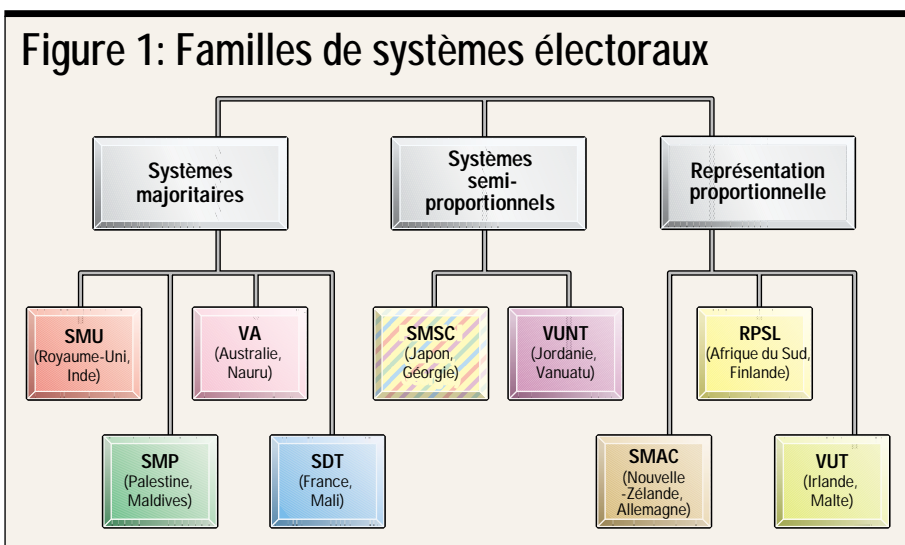 Figure 1: Familles de systèmes électoraux
Systèmes
majoritaires
Systèmes
semi-
proportionnels
Représentation
proportionnelle
SMU
(Royaume-Uni,
Inde)
VA
(Australie,
Nauru)
SMSC
(Japon,
Géorgie)
VUNT
(Jordanie,
Vanuatu)
RPSL
(Afrique du Sud,
Finlande)
SMP
(Palestine,
Maldives)
SDT
(France,
Mali)
SMAC
(Nouvelle
-Zélande,
Allemagne)
VUT
(Irlande,
Malte)